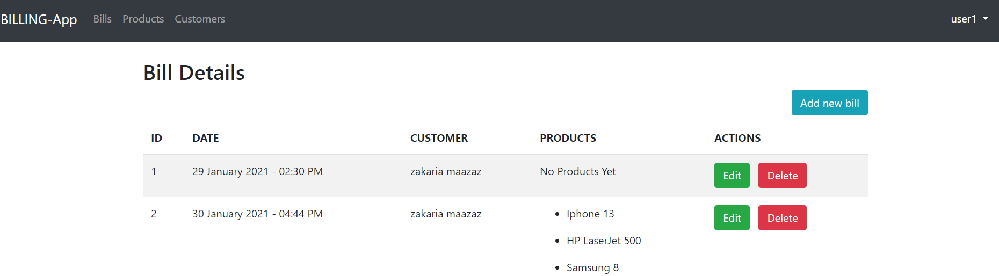 BILLING-App Bills Products Customers user1
Bill Details
Add new bill
ID DATE CUSTOMER PRODUCTS ACTIONS
1 29 January 2021 - 02:30 PM zakaria maazaz No Products Yet Edit Delete
2 30 January 2021 - 04:44 PM zakaria maazaz • Iphone 13 Edit Delete
• HP LaserJet 500
• Samsung 8